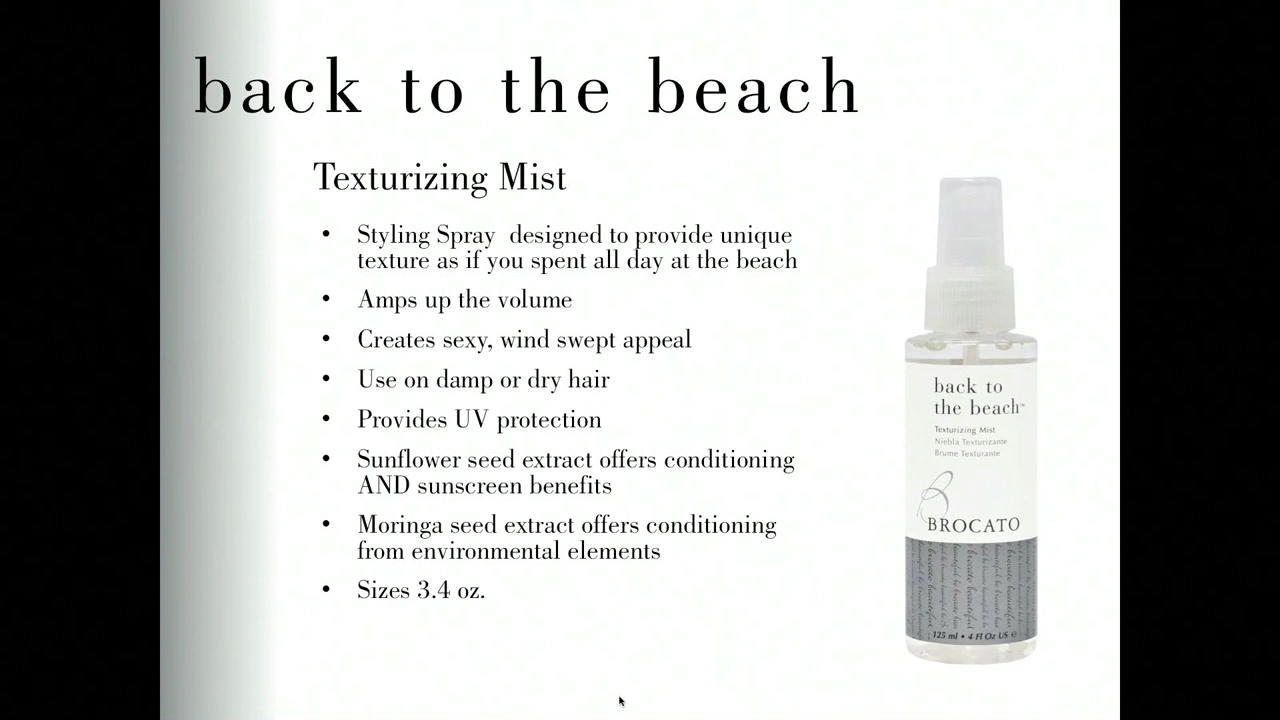 back to the beach
Texturizing Mist
• Styling Spray designed to provide unique
texture as if you spent all day at the beach
• Amps up the volume
• Creates sexy, wind swept appeal
• Use on damp or dry hair
• Provides UV protection
• Sunflower seed extract offers conditioning
AND sunscreen benefits
• Moringa seed extract offers conditioning
from environmental elements
• Sizes 3.4 oz.
back to
the beach™
Texturizing Mist
Niebla Texturizante
Brume Texturante
B
BROCATO
brocato beautiful
125 ml • 4 Fl Oz US ℮